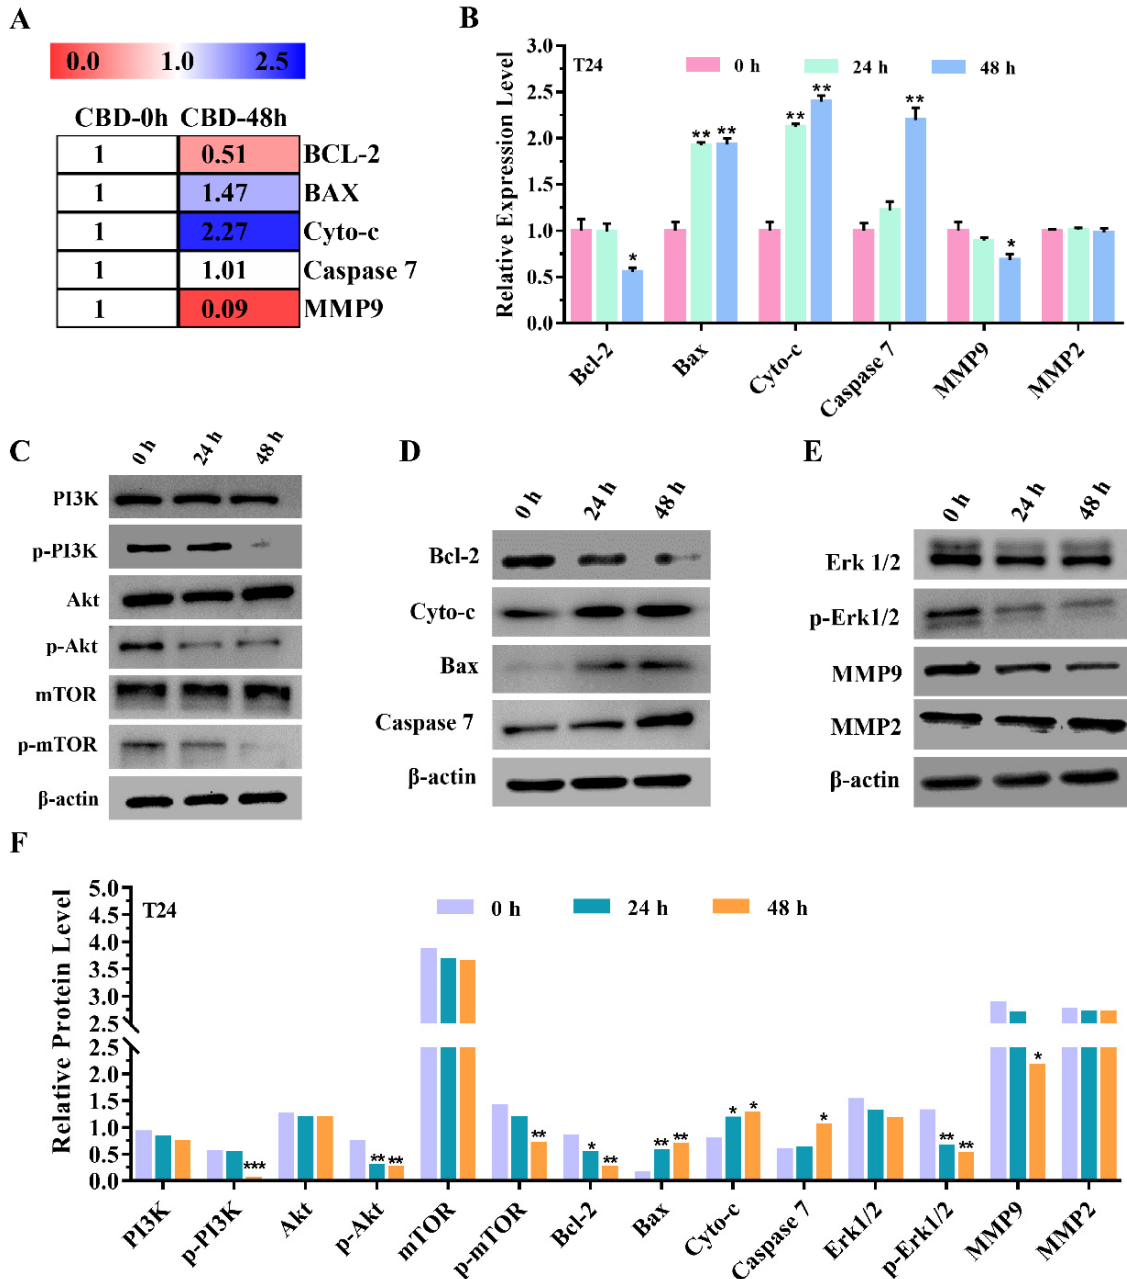 A
0.0 1.0 2.5
CBD-0h CBD-48h
1 0.51 BCL-2
1 1.47 BAX
1 2.27 Cyto-c
1 1.01 Caspase 7
1 0.09 MMP9
B
Relative Expression Level
3.0
2.5
2.0
1.5
1.0
0.5
0.0
T24 0 h 24 h 48 h
*
** **
** **
**
*
Bcl-2 Bax Cyto-c Caspase 7 MMP9 MMP2
C
0 h 24 h 48 h
PI3K
p-PI3K
Akt
p-Akt
mTOR
p-mTOR
β-actin
D
0 h 24 h 48 h
Bcl-2
Cyto-c
Bax
Caspase 7
β-actin
E
0 h 24 h 48 h
Erk 1/2
p-Erk1/2
MMP9
MMP2
β-actin
F
Relative Protein Level
5.0
4.5
4.0
3.5
3.0
2.5
2.5
2.0
1.5
1.0
0.5
0.0
T24 0 h 24 h 48 h
***
** **
**
* **
** **
* *
*
** **
*
PI3K p-PI3K Akt p-Akt mTOR p-mTOR Bcl-2 Bax Cyto-c Caspase 7 Erk1/2 p-Erk1/2 MMP9 MMP2